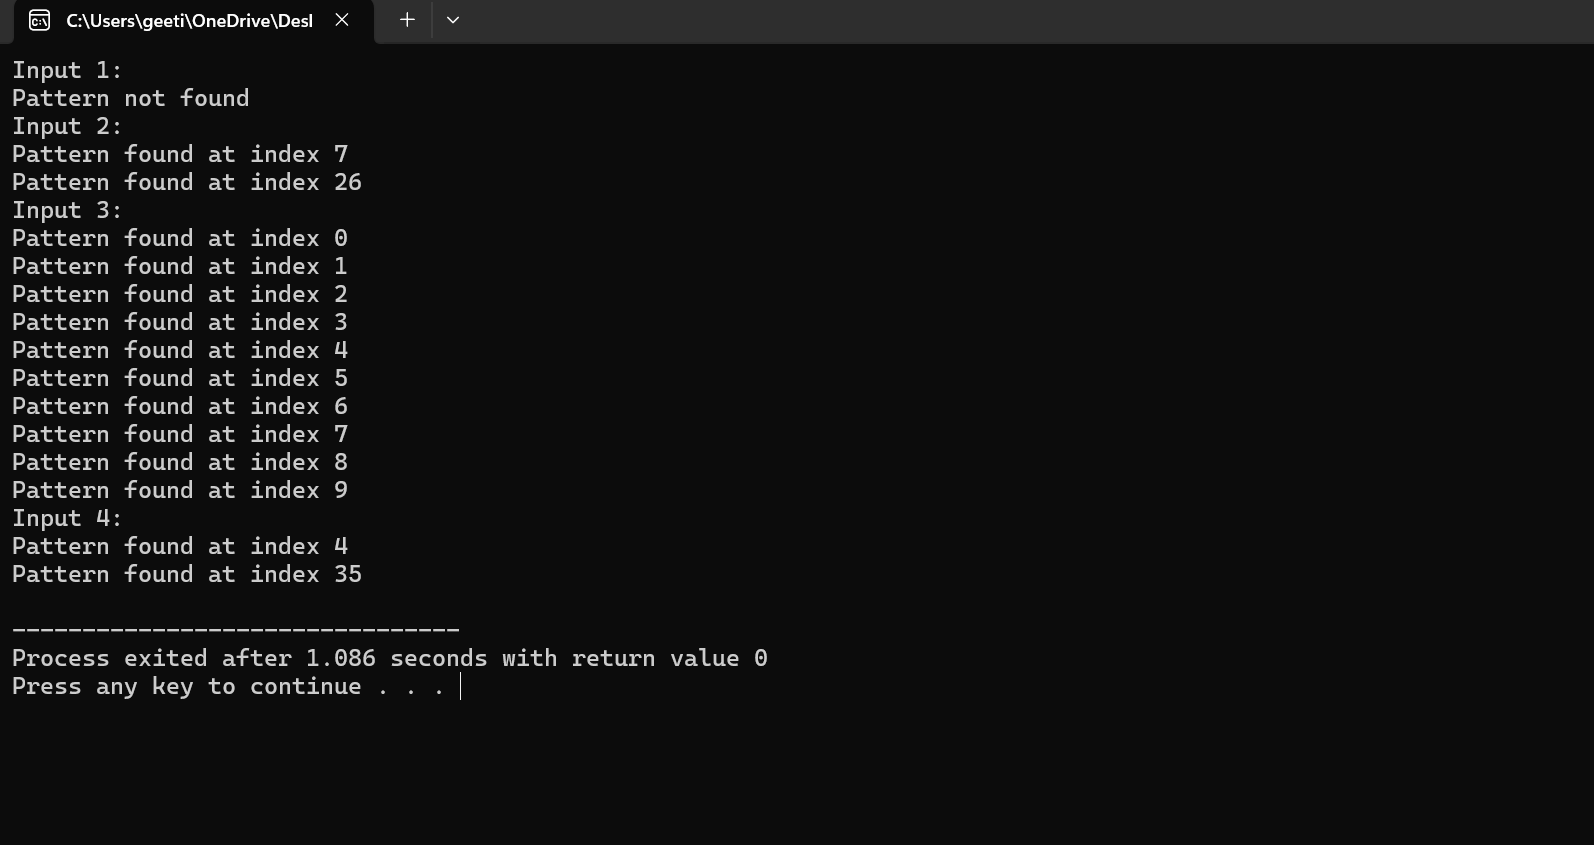 C:\Users\geeti\OneDrive\Desl
Input 1:
Pattern not found
Input 2:
Pattern found at index 7
Pattern found at index 26
Input 3:
Pattern found at index 0
Pattern found at index 1
Pattern found at index 2
Pattern found at index 3
Pattern found at index 4
Pattern found at index 5
Pattern found at index 6
Pattern found at index 7
Pattern found at index 8
Pattern found at index 9
Input 4:
Pattern found at index 4
Pattern found at index 35
--------------------------------
Process exited after 1.086 seconds with return value 0
Press any key to continue . . .